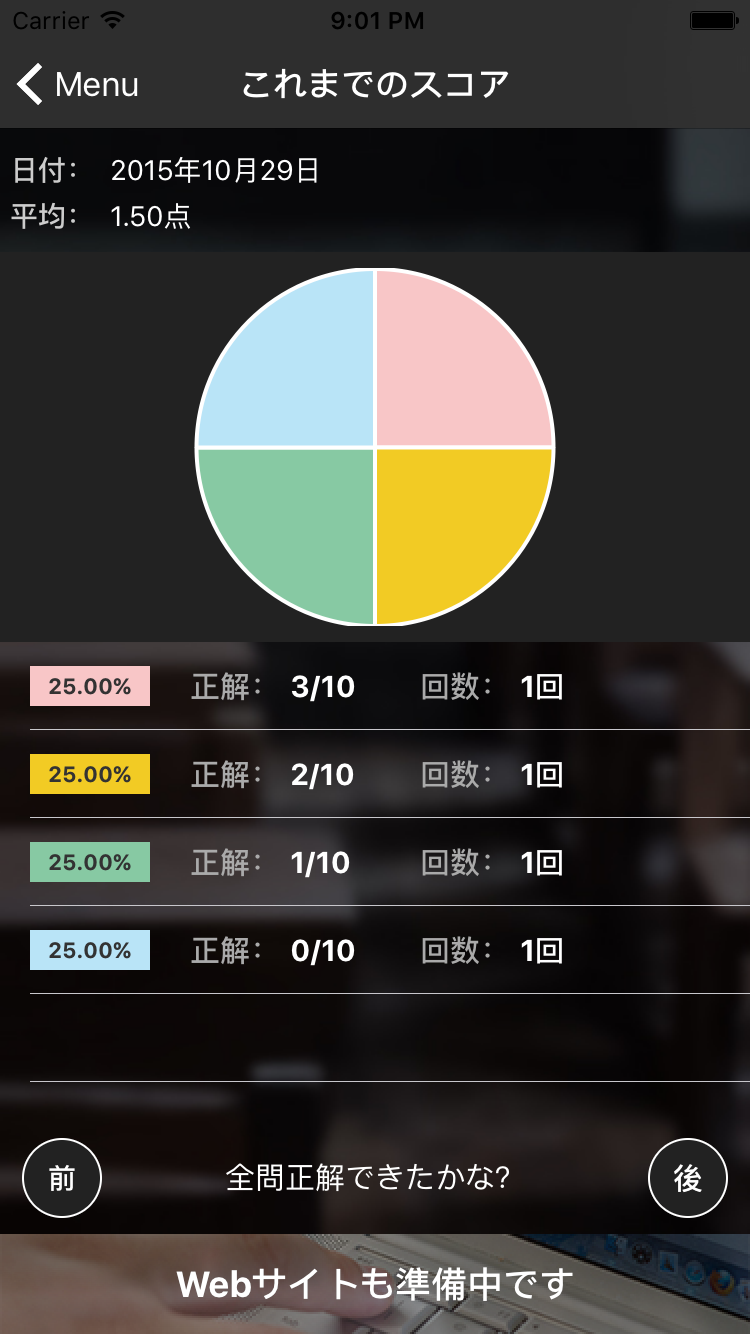 Carrier 9:01 PM
Menu これまでのスコア
日付： 2015年10月29日
平均： 1.50点
25.00% 正解： 3/10 回数： 1回
25.00% 正解： 2/10 回数： 1回
25.00% 正解： 1/10 回数： 1回
25.00% 正解： 0/10 回数： 1回
前 全問正解できたかな? 後
Webサイトも準備中です